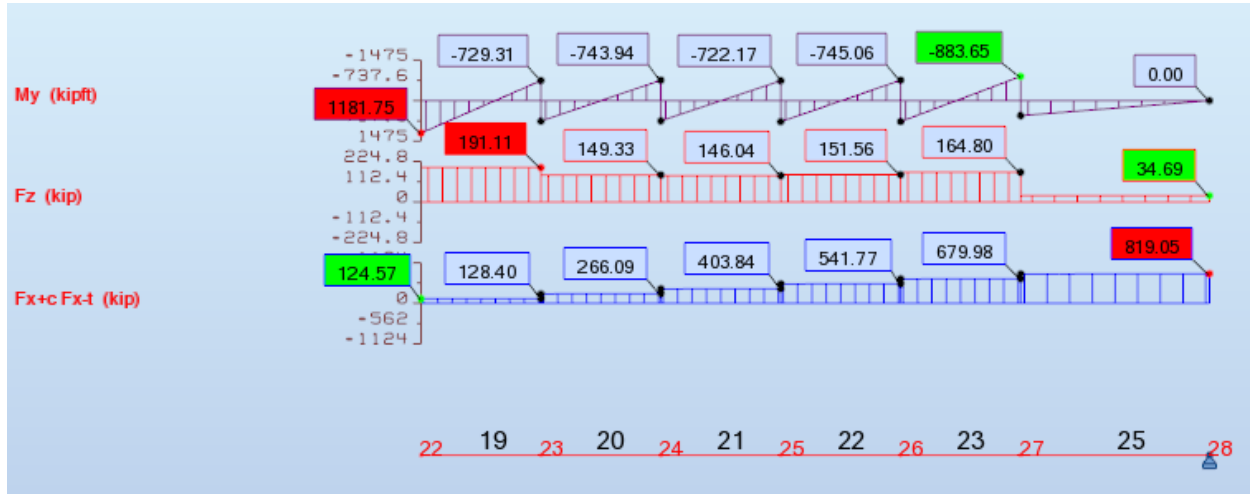 -729.31 -743.94 -722.17 -745.06 -883.65 0.00
-1475
-737.6
My (kipft)
1181.75
1475
191.11 149.33 146.04 151.56 164.80 34.69
224.8
112.4
Fz (kip)
0
-112.4
-224.8
124.57 128.40 266.09 403.84 541.77 679.98 819.05
Fx+c Fx-t (kip)
0
-562
-1124
22 19 23 20 24 21 25 22 26 23 27 25 28